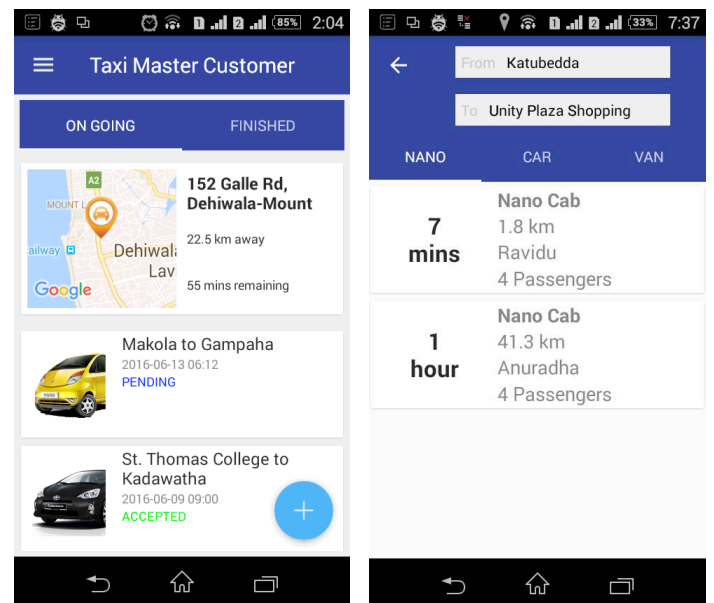 1 2 85% 2:04
Taxi Master Customer
ON GOING FINISHED
A2
MOUNT L
ailway
Dehiwala
Lav
Google
152 Galle Rd,
Dehiwala-Mount
22.5 km away
55 mins remaining
Makola to Gampaha
2016-06-13 06:12
PENDING
St. Thomas College to
Kadawatha
2016-06-09 09:00
ACCEPTED
1 2 33% 7:37
From Katubedda
To Unity Plaza Shopping
NANO CAR VAN
7
mins
Nano Cab
1.8 km
Ravidu
4 Passengers
1
hour
Nano Cab
41.3 km
Anuradha
4 Passengers